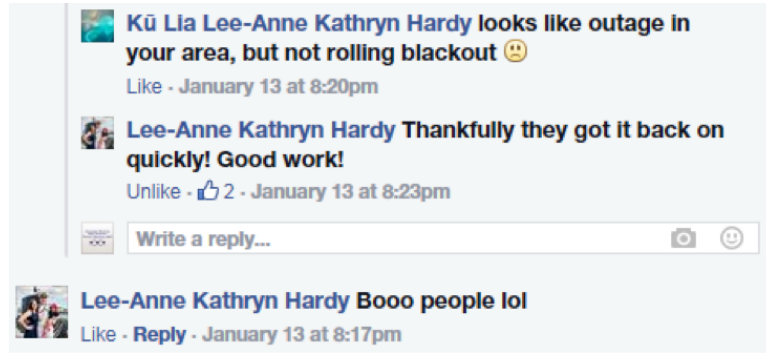 Kū Lia Lee-Anne Kathryn Hardy looks like outage in
your area, but not rolling blackout
Like · January 13 at 8:20pm
Lee-Anne Kathryn Hardy Thankfully they got it back on
quickly! Good work!
Unlike · 2 · January 13 at 8:23pm
Write a reply...
Lee-Anne Kathryn Hardy Booo people lol
Like · Reply · January 13 at 8:17pm